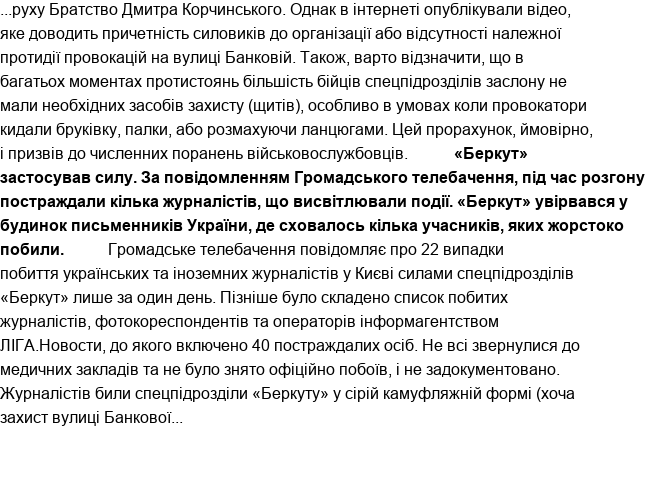 ...руху Братство Дмитра Корчинського. Однак в інтернеті опублікували відео,
яке доводить причетність силовиків до організації або відсутності належної
протидії провокацій на вулиці Банковій. Також, варто відзначити, що в
багатьох моментах протистоянь більшість бійців спецпідрозділів заслону не
мали необхідних засобів захисту (щитів), особливо в умовах коли провокатори
кидали бруківку, палки, або розмахуючи ланцюгами. Цей прорахунок, ймовірно,
і призвів до численних поранень військовослужбовців. «Беркут»
застосував силу. За повідомленням Громадського телебачення, під час розгону
постраждали кілька журналістів, що висвітлювали події. «Беркут» увірвався у
будинок письменників України, де сховалось кілька учасників, яких жорстоко
побили. Громадське телебачення повідомляє про 22 випадки
побиття українських та іноземних журналістів у Києві силами спецпідрозділів
«Беркут» лише за один день. Пізніше було складено список побитих
журналістів, фотокореспондентів та операторів інформагентством
ЛІГА.Новости, до якого включено 40 постраждалих осіб. Не всі звернулися до
медичних закладів та не було знято офіційно побоїв, і не задокументовано.
Журналістів били спецпідрозділи «Беркуту» у сірій камуфляжній формі (хоча
захист вулиці Банкової...